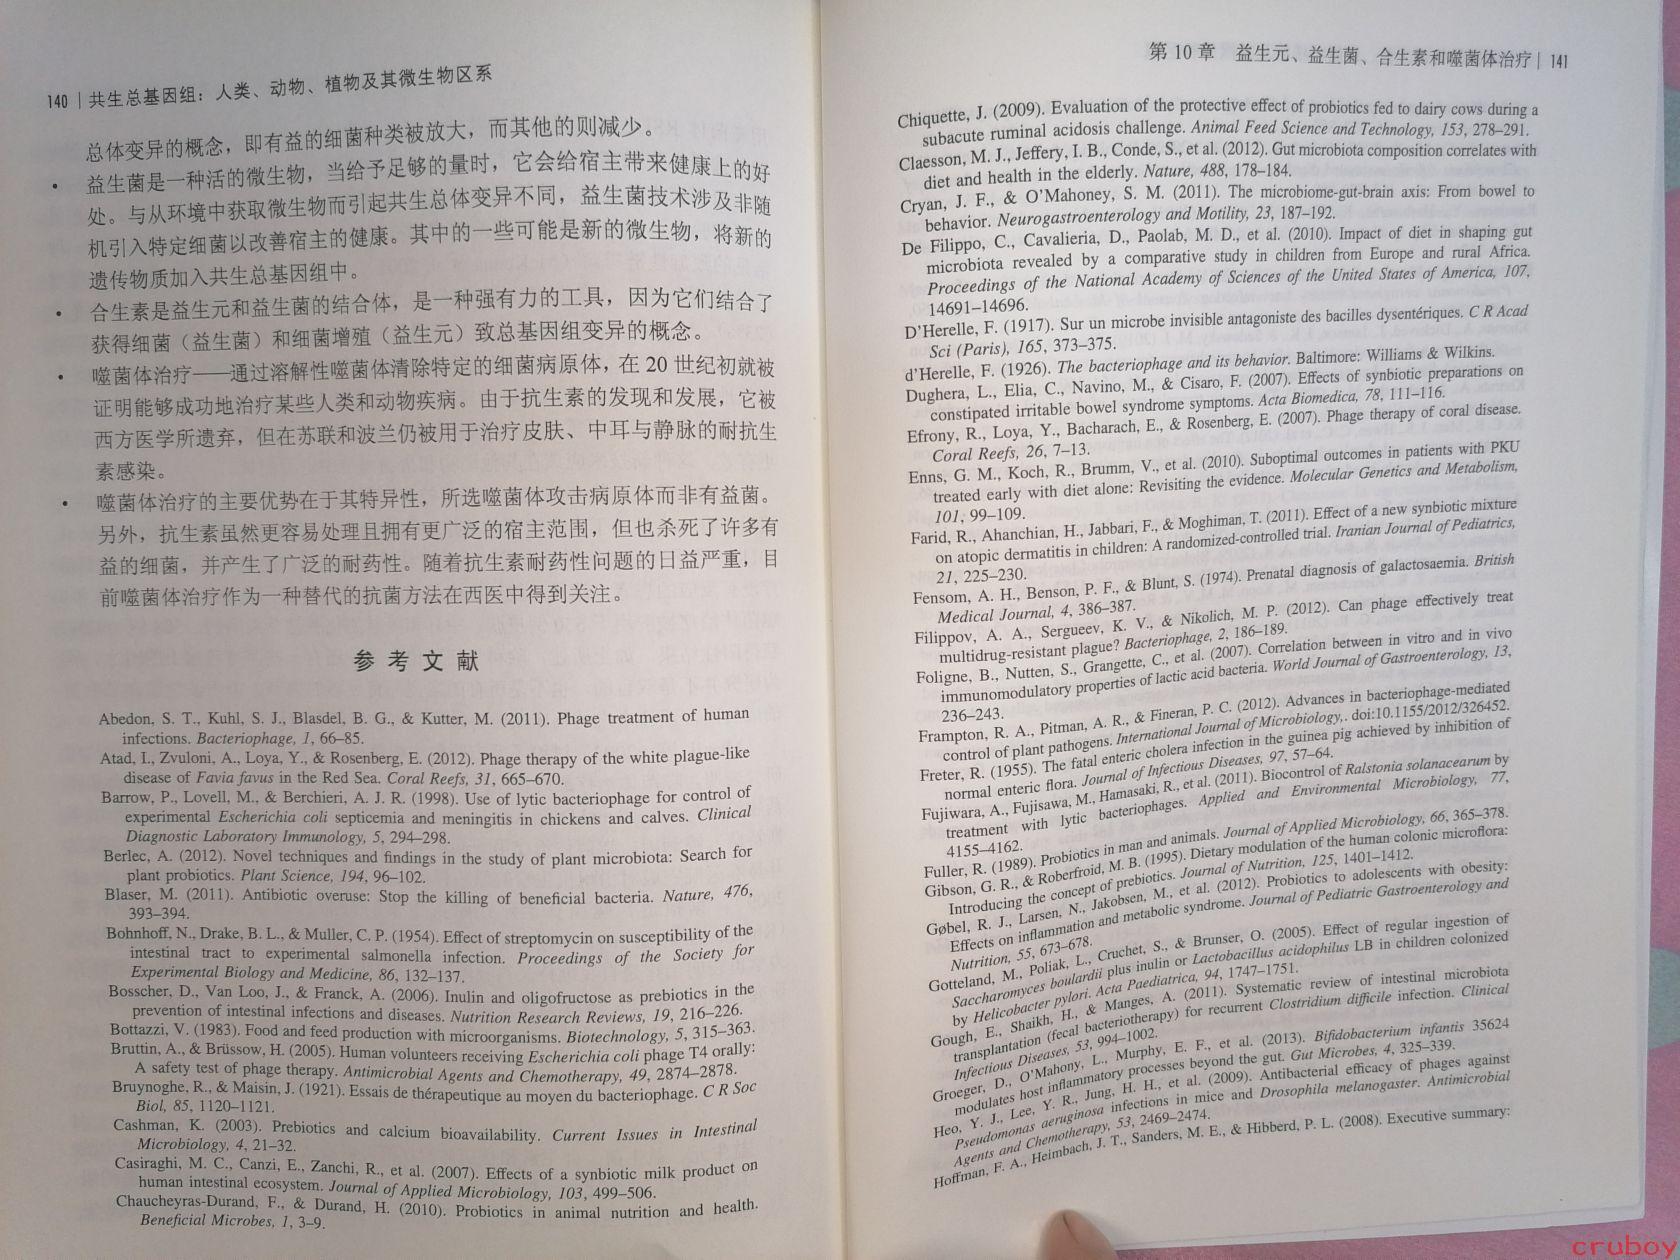 140 | 共生总基因组：人类、动物、植物及其微生物区系
总体变异的概念，即有益的细菌种类被放大，而其他的则减少。
• 益生菌是一种活的微生物，当给予足够的量时，它会给宿主带来健康上的好
处。与从环境中获取微生物而引起共生总体变异不同，益生菌技术涉及非随
机引入特定细菌以改善宿主的健康。其中的一些可能是新的微生物，将新的
遗传物质加入共生总基因组中。
• 合生素是益生元和益生菌的结合体，是一种强有力的工具，因为它们结合了
获得细菌（益生菌）和细菌增殖（益生元）致总基因组变异的概念。
• 噬菌体治疗——通过溶解性噬菌体清除特定的细菌病原体，在 20 世纪初就被
证明能够成功地治疗某些人类和动物疾病。由于抗生素的发现和发展，它被
西方医学所遗弃，但在苏联和波兰仍被用于治疗皮肤、中耳与静脉的耐抗生
素感染。
• 噬菌体治疗的主要优势在于其特异性，所选噬菌体攻击病原体而非有益菌。
另外，抗生素虽然更容易处理且拥有更广泛的宿主范围，但也杀死了许多有
益的细菌，并产生了广泛的耐药性。随着抗生素耐药性问题的日益严重，目
前噬菌体治疗作为一种替代的抗菌方法在西医中得到关注。
参考文献
Abedon, S. T., Kuhl, S. J., Blasdel, B. G., & Kutter, M. (2011). Phage treatment of human
infections. Bacteriophage, 1, 66–85.
Atad, I., Zvuloni, A., Loya, Y., & Rosenberg, E. (2012). Phage therapy of the white plague-like
disease of Favia favus in the Red Sea. Coral Reefs, 31, 665–670.
Barrow, P., Lovell, M., & Berchieri, A. J. R. (1998). Use of lytic bacteriophage for control of
experimental Escherichia coli septicemia and meningitis in chickens and calves. Clinical
Diagnostic Laboratory Immunology, 5, 294–298.
Berlec, A. (2012). Novel techniques and findings in the study of plant microbiota: Search for
plant probiotics. Plant Science, 194, 96–102.
Blaser, M. (2011). Antibiotic overuse: Stop the killing of beneficial bacteria. Nature, 476,
393–394.
Bohnhoff, N., Drake, B. L., & Muller, C. P. (1954). Effect of streptomycin on susceptibility of the
intestinal tract to experimental salmonella infection. Proceedings of the Society for
Experimental Biology and Medicine, 86, 132–137.
Bosscher, D., Van Loo, J., & Franck, A. (2006). Inulin and oligofructose as prebiotics in the
prevention of intestinal infections and diseases. Nutrition Research Reviews, 19, 216–226.
Bottazzi, V. (1983). Food and feed production with microorganisms. Biotechnology, 5, 315–363.
Bruttin, A., & Brüssow, H. (2005). Human volunteers receiving Escherichia coli phage T4 orally:
A safety test of phage therapy. Antimicrobial Agents and Chemotherapy, 49, 2874–2878.
Bruynoghe, R., & Maisin, J. (1921). Essais de thérapeutique au moyen du bacteriophage. C R Soc
Biol, 85, 1120–1121.
Cashman, K. (2003). Prebiotics and calcium bioavailability. Current Issues in Intestinal
Microbiology, 4, 21–32.
Casiraghi, M. C., Canzi, E., Zanchi, R., et al. (2007). Effects of a synbiotic milk product on
human intestinal ecosystem. Journal of Applied Microbiology, 103, 499–506.
Chaucheyras-Durand, F., & Durand, H. (2010). Probiotics in animal nutrition and health.
Beneficial Microbes, 1, 3–9.
第 10 章 益生元、益生菌、合生素和噬菌体治疗 | 141
Chiquette, J. (2009). Evaluation of the protective effect of probiotics fed to dairy cows during a
subacute ruminal acidosis challenge. Animal Feed Science and Technology, 153, 278–291.
Claesson, M. J., Jeffery, I. B., Conde, S., et al. (2012). Gut microbiota composition correlates with
diet and health in the elderly. Nature, 488, 178–184.
Cryan, J. F., & O’Mahoney, S. M. (2011). The microbiome-gut-brain axis: From bowel to
behavior. Neurogastroenterology and Motility, 23, 187–192.
De Filippo, C., Cavalieria, D., Paolab, M. D., et al. (2010). Impact of diet in shaping gut
microbiota revealed by a comparative study in children from Europe and rural Africa.
Proceedings of the National Academy of Sciences of the United States of America, 107,
14691–14696.
D’Herelle, F. (1917). Sur un microbe invisible antagoniste des bacilles dysentériques. C R Acad
Sci (Paris), 165, 373–375.
d’Herelle, F. (1926). The bacteriophage and its behavior. Baltimore: Williams & Wilkins.
Dughera, L., Elia, C., Navino, M., & Cisaro, F. (2007). Effects of synbiotic preparations on
constipated irritable bowel syndrome symptoms. Acta Biomedica, 78, 111–116.
Efrony, R., Loya, Y., Bacharach, E., & Rosenberg, E. (2007). Phage therapy of coral disease.
Coral Reefs, 26, 7–13.
Enns, G. M., Koch, R., Brumm, V., et al. (2010). Suboptimal outcomes in patients with PKU
treated early with diet alone: Revisiting the evidence. Molecular Genetics and Metabolism,
101, 99–109.
Farid, R., Ahanchian, H., Jabbari, F., & Moghiman, T. (2011). Effect of a new synbiotic mixture
on atopic dermatitis in children: A randomized-controlled trial. Iranian Journal of Pediatrics,
21, 225–230.
Fensom, A. H., Benson, P. F., & Blunt, S. (1974). Prenatal diagnosis of galactosaemia. British
Medical Journal, 4, 386–387.
Filippov, A. A., Sergueev, K. V., & Nikolich, M. P. (2012). Can phage effectively treat
multidrug-resistant plague? Bacteriophage, 2, 186–189.
Foligne, B., Nutten, S., Grangette, C., et al. (2007). Correlation between in vitro and in vivo
immunomodulatory properties of lactic acid bacteria. World Journal of Gastroenterology, 13,
236–243.
Frampton, R. A., Pitman, A. R., & Fineran, P. C. (2012). Advances in bacteriophage-mediated
control of plant pathogens. International Journal of Microbiology,. doi:10.1155/2012/326452.
Freter, R. (1955). The fatal enteric cholera infection in the guinea pig achieved by inhibition of
normal enteric flora. Journal of Infectious Diseases, 97, 57–64.
Fujiwara, A., Fujisawa, M., Hamasaki, R., et al. (2011). Biocontrol of Ralstonia solanacearum by
treatment with lytic bacteriophages. Applied and Environmental Microbiology, 77,
4155–4162.
Fuller, R. (1989). Probiotics in man and animals. Journal of Applied Microbiology, 66, 365–378.
Gibson, G. R., & Roberfroid, M. B. (1995). Dietary modulation of the human colonic microflora:
Introducing the concept of prebiotics. Journal of Nutrition, 125, 1401–1412.
Gøbel, R. J., Larsen, N., Jakobsen, M., et al. (2012). Probiotics to adolescents with obesity:
Effects on inflammation and metabolic syndrome. Journal of Pediatric Gastroenterology and
Nutrition, 55, 673–678.
Gotteland, M., Poliak, L., Cruchet, S., & Brunser, O. (2005). Effect of regular ingestion of
Saccharomyces boulardii plus inulin or Lactobacillus acidophilus LB in children colonized
by Helicobacter pylori. Acta Paediatrica, 94, 1747–1751.
Gough, E., Shaikh, H., & Manges, A. (2011). Systematic review of intestinal microbiota
transplantation (fecal bacteriotherapy) for recurrent Clostridium difficile infection. Clinical
Infectious Diseases, 53, 994–1002.
Groeger, D., O’Mahony, L., Murphy, E. F., et al. (2013). Bifidobacterium infantis 35624
modulates host inflammatory processes beyond the gut. Gut Microbes, 4, 325–339.
Heo, Y. J., Lee, Y. R., Jung, H. H., et al. (2009). Antibacterial efficacy of phages against
Pseudomonas aeruginosa infections in mice and Drosophila melanogaster. Antimicrobial
Agents and Chemotherapy, 53, 2469–2474.
Hoffman, F. A., Heimbach, J. T., Sanders, M. E., & Hibberd, P. L. (2008). Executive summary:
cruboy